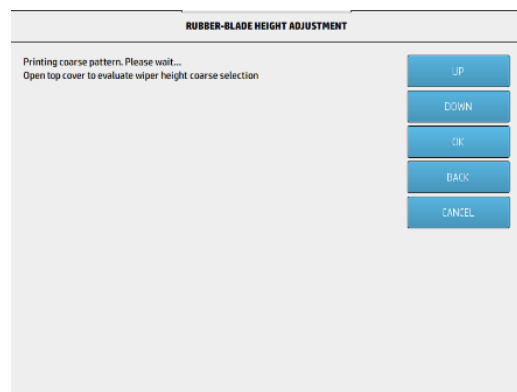 RUBBER-BLADE HEIGHT ADJUSTMENT
Printing coarse pattern. Please wait...
Open top cover to evaluate wiper height coarse selection
UP
DOWN
OK
BACK
CANCEL